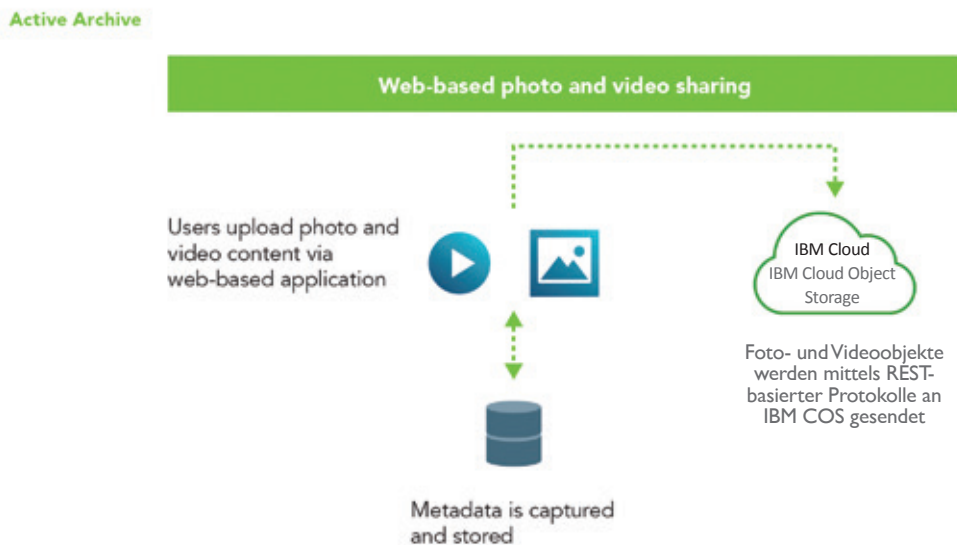 Active Archive
Web-based photo and video sharing
Users upload photo and
video content via
web-based application
IBM Cloud
IBM Cloud Object
Storage
Foto- und Videoobjekte
werden mittels REST-
basierter Protokolle an
IBM COS gesendet
Metadata is captured
and stored